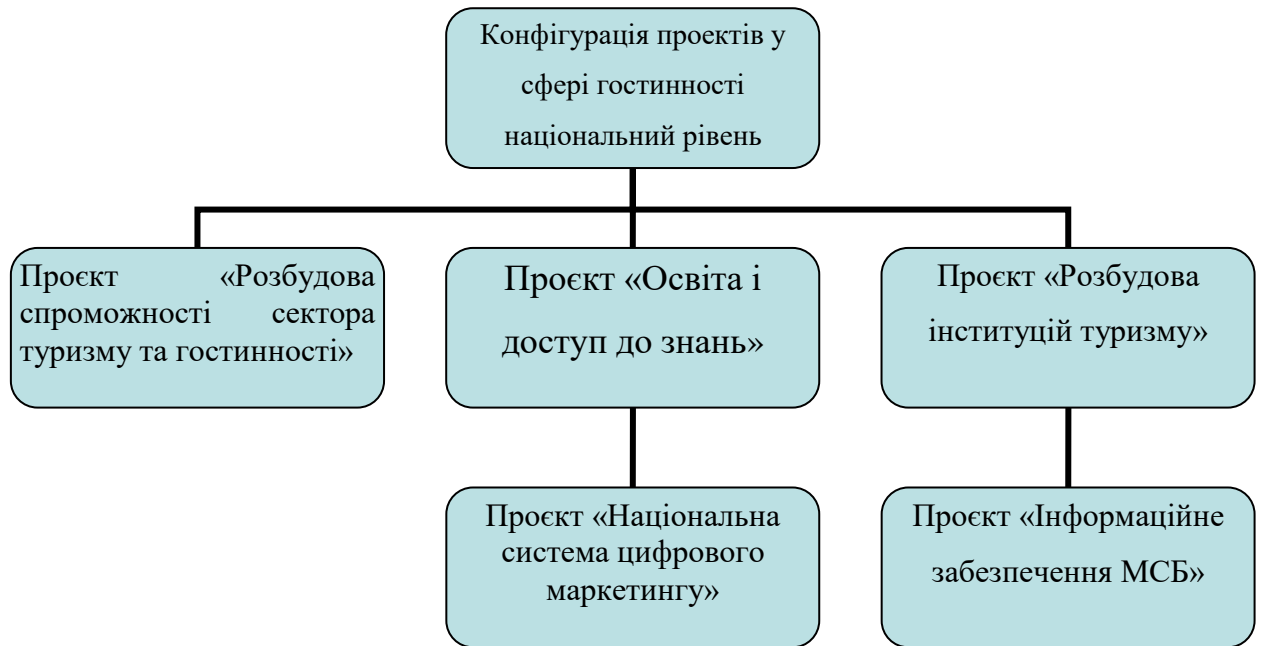 Конфігурація проектів у
сфері гостинності
національний рівень
Проєкт «Розбудова
спроможності сектора
туризму та гостинності»
Проєкт «Освіта і
доступ до знань»
Проєкт «Розбудова
інституцій туризму»
Проєкт «Національна
система цифрового
маркетингу»
Проєкт «Інформаційне
забезпечення МСБ»